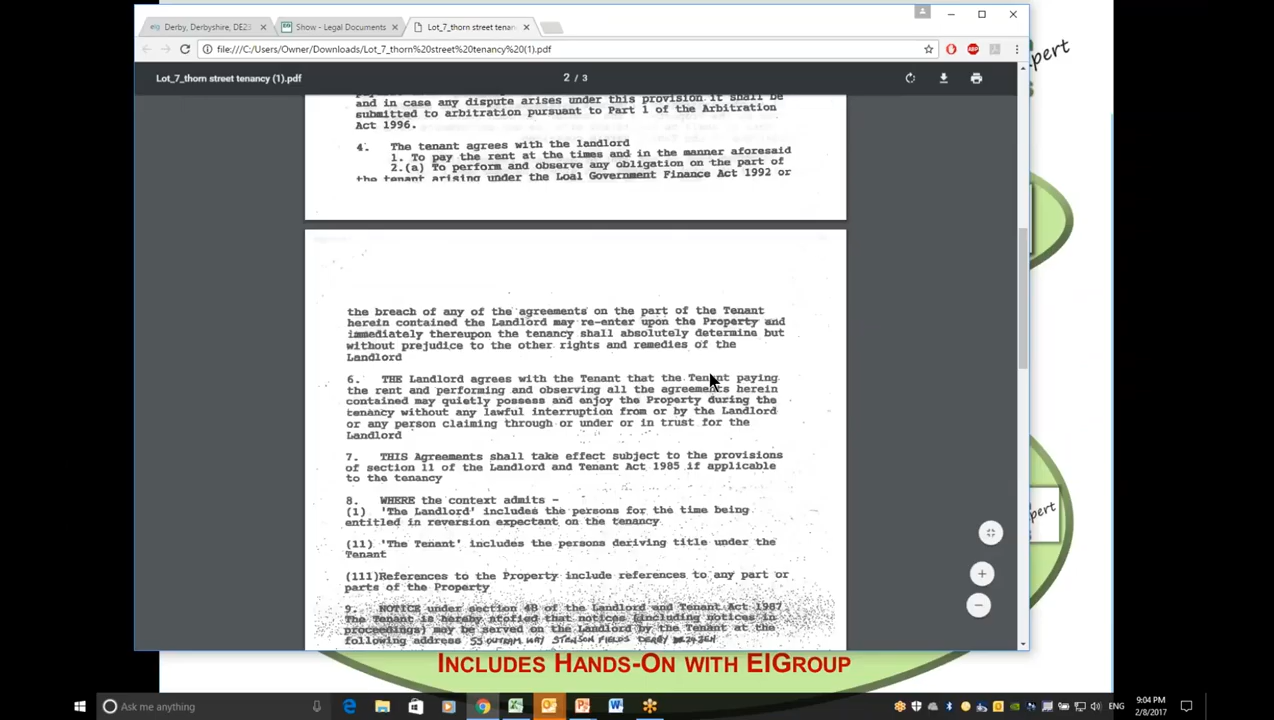 Derby, Derbyshire, DE23
Show - Legal Documents
Lot_7_thorn street tenan
file:///C:/Users/Owner/Downloads/Lot_7_thorn%20street%20tenancy%20(1).pdf
ABP
Lot_7_thorn street tenancy (1).pdf
2 / 3
and in case any dispute arises under this provision it shall be
submitted to arbitration pursuant to Part 1 of the Arbitration
Act 1996.
4. The tenant agrees with the landlord
1. To pay the rent at the times and in the manner aforesaid
2.(a) To perform and observe any obligation on the part of
the tenant arising under the Loal Government Finance Act 1992 or
the breach of any of the agreements on the part of the Tenant
herein contained the Landlord may re-enter upon the Property and
immediately thereupon the tenancy shall absolutely determine but
without prejudice to the other rights and remedies of the
Landlord
6. THE Landlord agrees with the Tenant that the Tenant paying
the rent and performing and observing all the agreements herein
contained may quietly possess and enjoy the Property during the
tenancy without any lawful interruption from or by the Landlord
or any person claiming through or under or in trust for the
Landlord
7. THIS Agreements shall take effect subject to the provisions
of section 11 of the Landlord and Tenant Act 1985 if applicable
to the tenancy
8. WHERE the context admits -
(1) 'The Landlord' includes the persons for the time being
entitled in reversion expectant on the tenancy
(11) 'The Tenant' includes the persons deriving title under the
Tenant
(111)References to the Property include references to any part or
parts of the Property
9. NOTICE under section 48 of the Landlord and Tenant Act 1987
The Tenant is hereby ntofied that notices (including notices in
proceedings) may be served on the Landlord by the Tenant at the
following address 53 OUTRAM WAY STENSON FIELDS DERBY
pert
s
pert
INCLUDES HANDS-ON WITH EIGROUP
Ask me anything
ENG
9:04 PM
2/8/2017